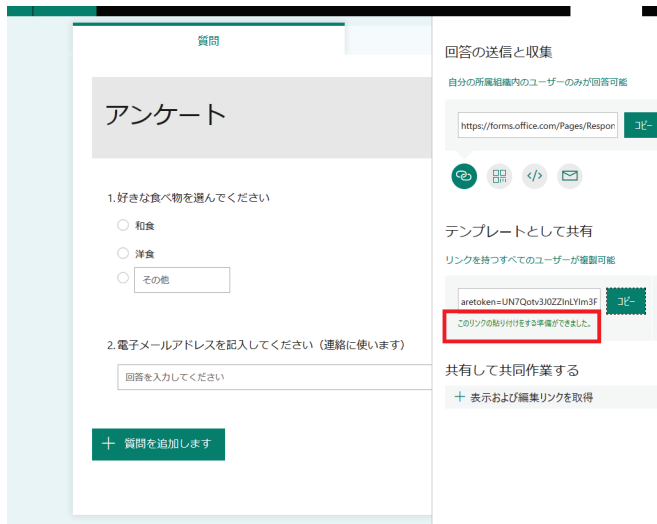 質問
アンケート
1.好きな食べ物を選んでください
和食
洋食
その他
2.電子メールアドレスを記入してください（連絡に使います）
回答を入力してください
＋ 質問を追加します
回答の送信と収集
自分の所属組織内のユーザーのみが回答可能
https://forms.office.com/Pages/Respon
コピー
テンプレートとして共有
リンクを持つすべてのユーザーが複製可能
aretoken=UN7Qotv3J0ZZInLYIm3F
コピー
このリンクの貼り付けをする準備ができました。
共有して共同作業する
＋ 表示および編集リンクを取得